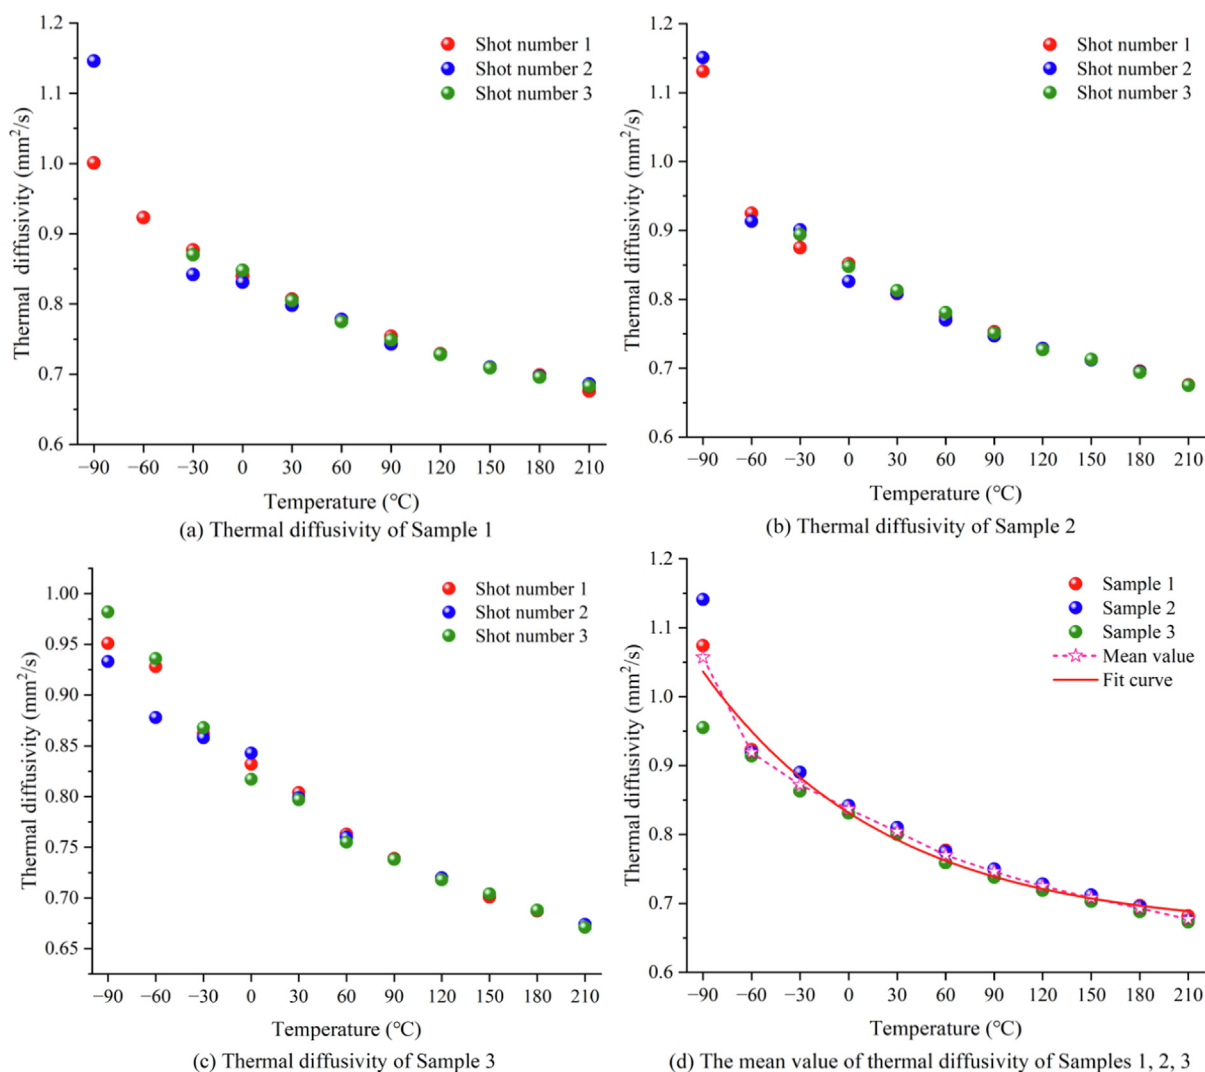 Thermal diffusivity (mm²/s)
1.2
1.1
1.0
0.9
0.8
0.7
0.6
Shot number 1
Shot number 2
Shot number 3
−90 −60 −30 0 30 60 90 120 150 180 210
Temperature (℃)
(a) Thermal diffusivity of Sample 1
Thermal diffusivity (mm²/s)
1.2
1.1
1.0
0.9
0.8
0.7
0.6
Shot number 1
Shot number 2
Shot number 3
−90 −60 −30 0 30 60 90 120 150 180 210
Temperature (℃)
(b) Thermal diffusivity of Sample 2
Thermal diffusivity (mm²/s)
1.00
0.95
0.90
0.85
0.80
0.75
0.70
0.65
Shot number 1
Shot number 2
Shot number 3
−90 −60 −30 0 30 60 90 120 150 180 210
Temperature (℃)
(c) Thermal diffusivity of Sample 3
Thermal diffusivity (mm²/s)
1.2
1.1
1.0
0.9
0.8
0.7
0.6
Sample 1
Sample 2
Sample 3
Mean value
Fit curve
−90 −60 −30 0 30 60 90 120 150 180 210
Temperature (℃)
(d) The mean value of thermal diffusivity of Samples 1, 2, 3